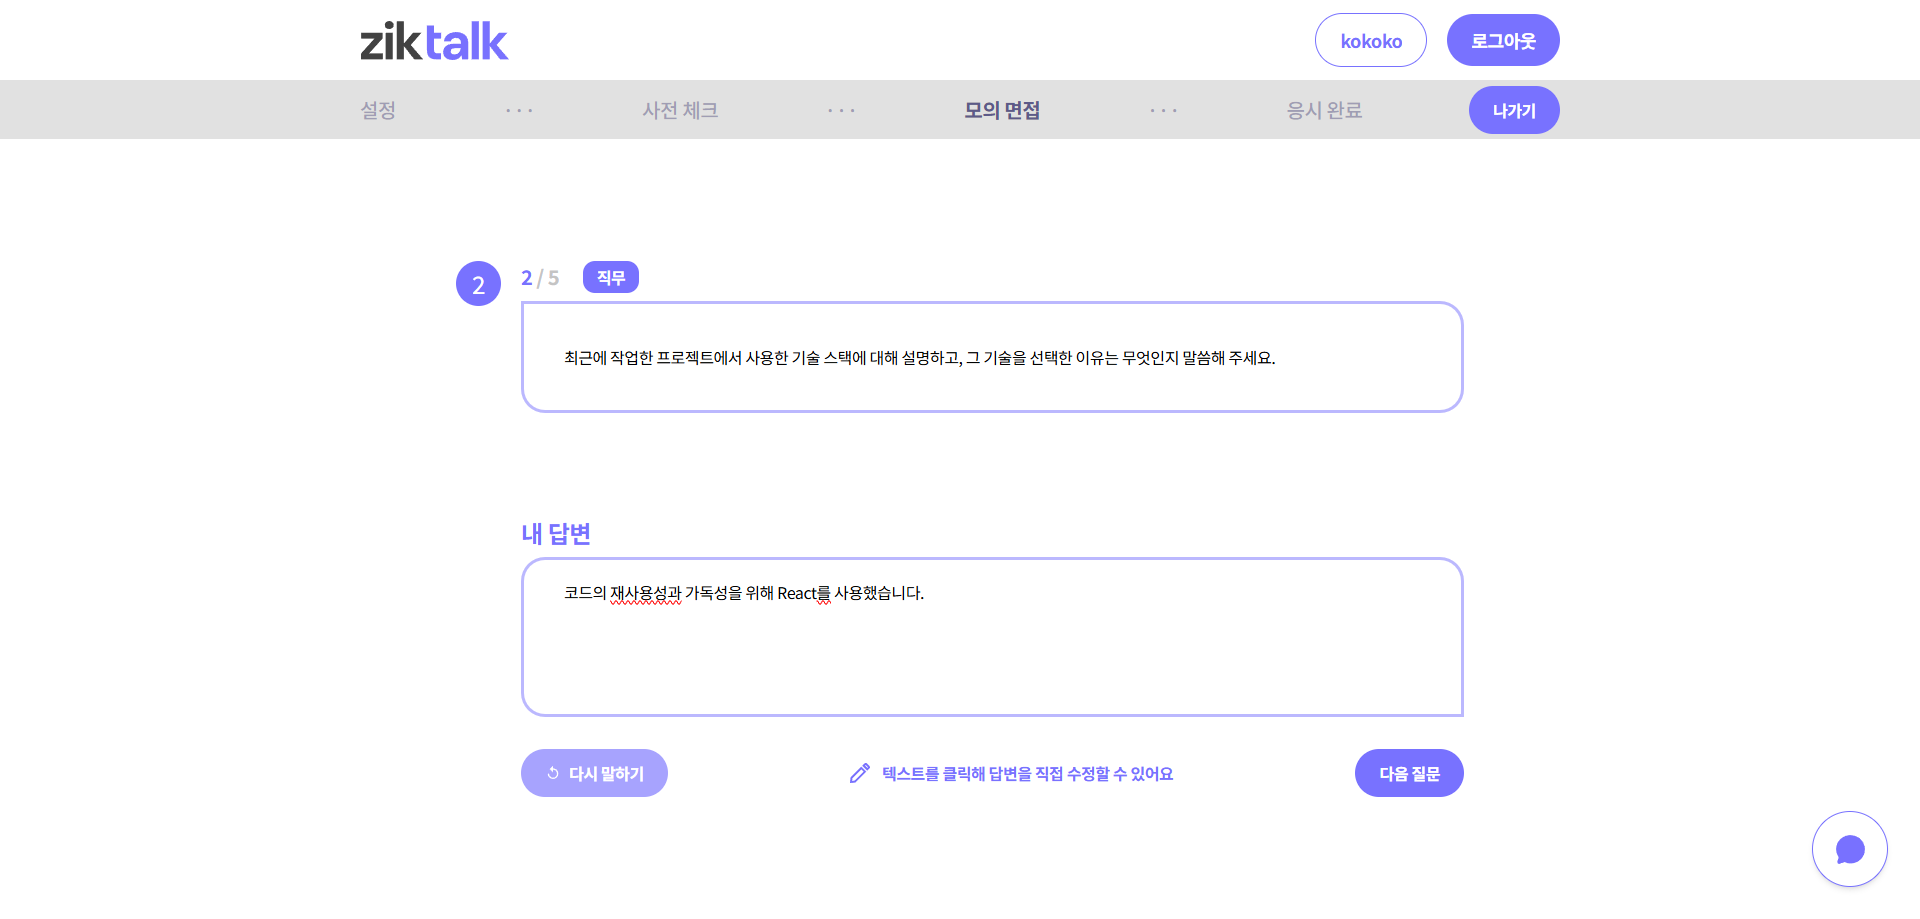 ziktalk
kokoko 로그아웃
설정 ··· 사전 체크 ··· 모의 면접 ··· 응시 완료 나가기
2 2 / 5 직무
최근에 작업한 프로젝트에서 사용한 기술 스택에 대해 설명하고, 그 기술을 선택한 이유는 무엇인지 말씀해 주세요.
내 답변
코드의 재사용성과 가독성을 위해 React를 사용했습니다.
다시 말하기 텍스트를 클릭해 답변을 직접 수정할 수 있어요 다음 질문